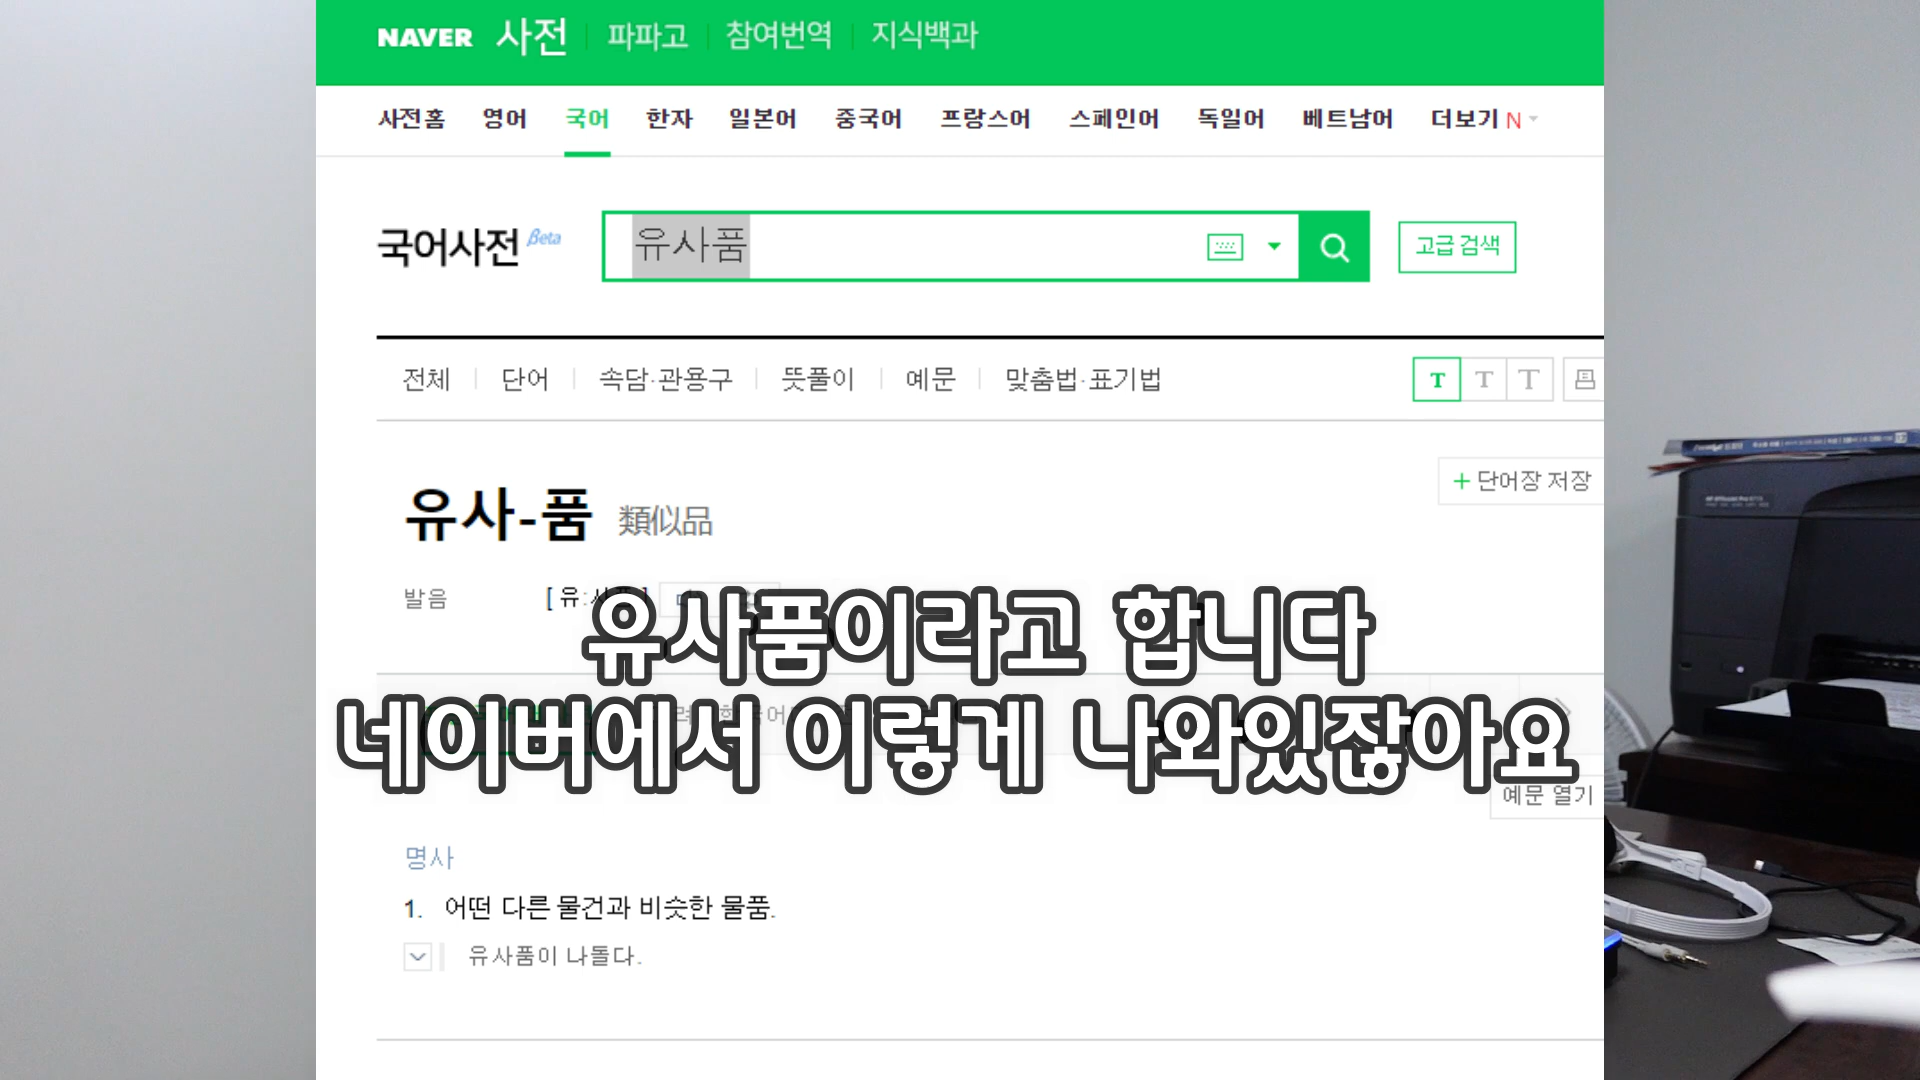 NAVER 사전 파파고 참여번역 지식백과
사전홈 영어 국어 한자 일본어 중국어 프랑스어 스페인어 독일어 베트남어 더보기 N
국어사전 Beta 유사품 고급 검색
전체 단어 속담·관용구 뜻풀이 예문 맞춤법·표기법 T T T
+ 단어장 저장
유사-품 類似品
발음 [유:사품]
유사품이라고 합니다
네이버에서 이렇게 나와있잖아요
예문 열기
명사
1. 어떤 다른 물건과 비슷한 물품.
유사품이 나돌다.